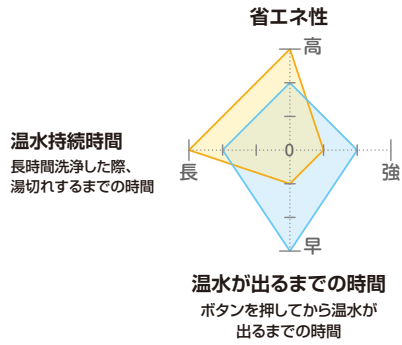 省エネ性
高
温水持続時間
長時間洗浄した際、
湯切れするまでの時間
長
0
強
早
温水が出るまでの時間
ボタンを押してから温水が
出るまでの時間